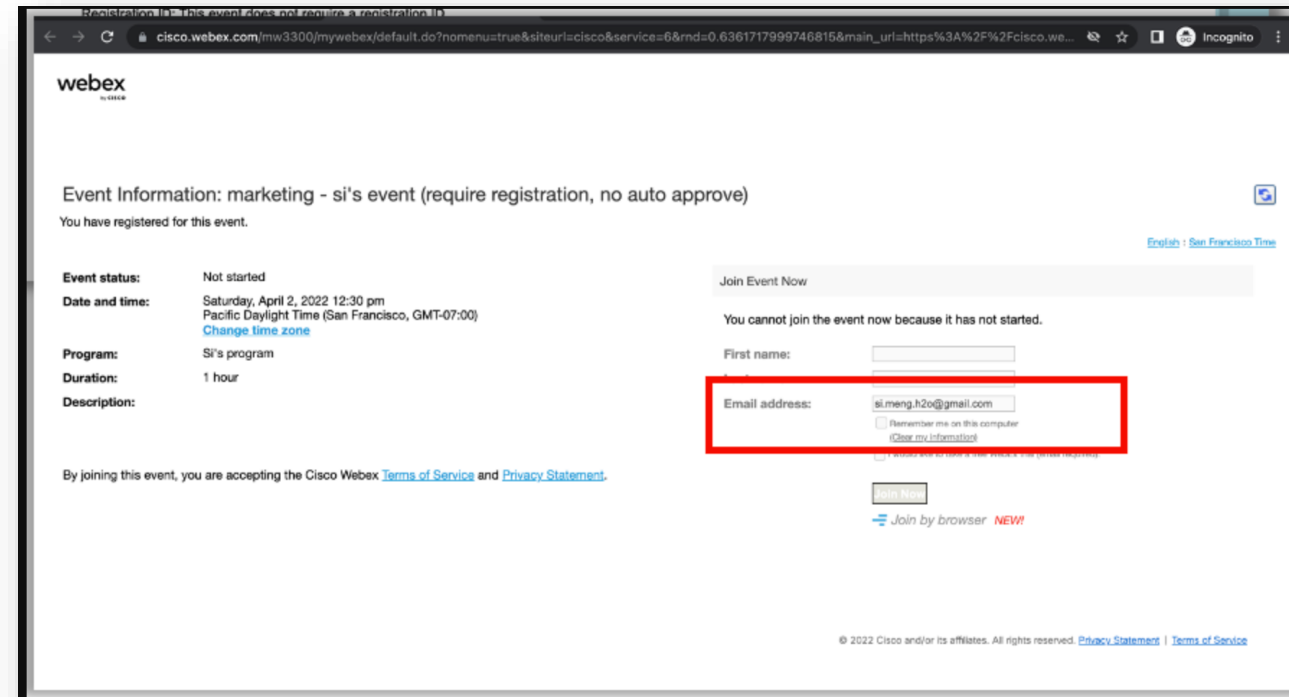 Registration ID: This event does not require a registration ID
cisco.webex.com/mw3300/mywebex/default.do?nomenu=true&siteurl=cisco&service=6&rnd=0.6361717999746815&main_url=https%3A%2F%2Fcisco.we...
Incognito
webex
by CISCO
Event Information: marketing - si's event (require registration, no auto approve)
You have registered for this event.
English : San Francisco Time
Event status: Not started
Date and time: Saturday, April 2, 2022 12:30 pm
Pacific Daylight Time (San Francisco, GMT-07:00)
Change time zone
Program: Si's program
Duration: 1 hour
Description:
By joining this event, you are accepting the Cisco Webex Terms of Service and Privacy Statement.
Join Event Now
You cannot join the event now because it has not started.
First name:
Email address: si.meng.h2o@gmail.com
Remember me on this computer
(Clear my information)
Join Now
Join by browser NEW!
© 2022 Cisco and/or its affiliates. All rights reserved. Privacy Statement | Terms of Service